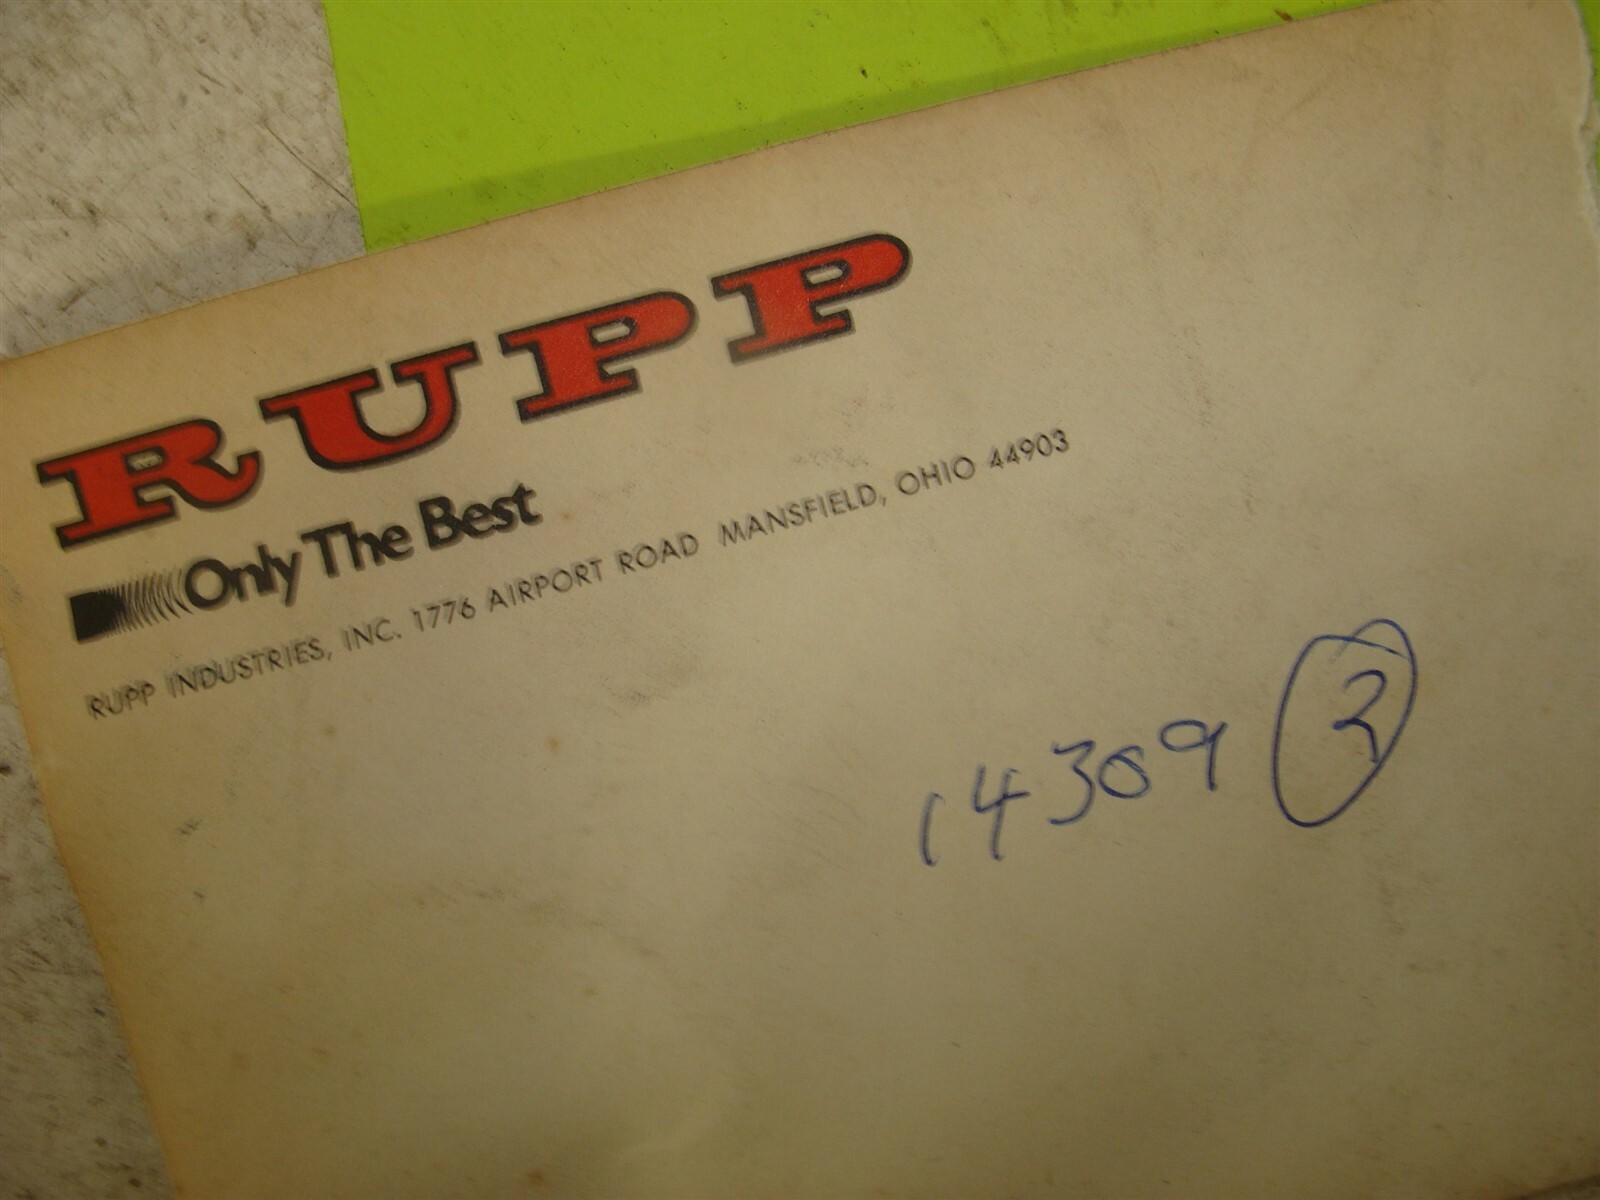 RUPP
Only The Best
RUPP INDUSTRIES, INC. 1776 AIRPORT ROAD MANSFIELD, OHIO 44903
14309 2